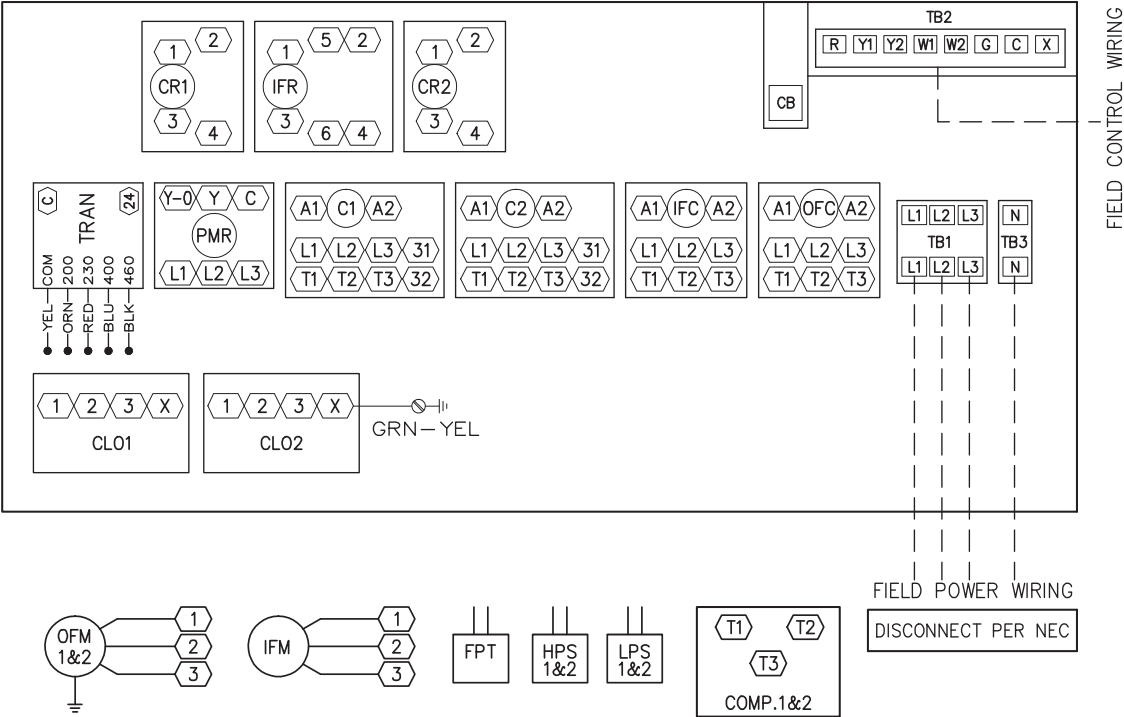 TB2
R Y1 Y2 W1 W2 G C X
FIELD CONTROL WIRING
1 2
CR1
3 4
1 5 2
IFR
3 6 4
1 2
CR2
3 4
CB
C 24
TRAN
COM 200 230 400 460
YEL ORN RED BLU BLK
Y-O Y C
PMR
L1 L2 L3
A1 C1 A2
L1 L2 L3 31
T1 T2 T3 32
A1 C2 A2
L1 L2 L3 31
T1 T2 T3 32
A1 IFC A2
L1 L2 L3
T1 T2 T3
A1 OFC A2
L1 L2 L3
T1 T2 T3
L1 L2 L3
TB1
L1 L2 L3
N
TB3
N
1 2 3 X
CLO1
1 2 3 X
CLO2
GRN-YEL
FIELD POWER WIRING
DISCONNECT PER NEC
OFM
1&2
1
2
3
IFM
1
2
3
FPT
HPS
1&2
LPS
1&2
T1 T2
T3
COMP.1&2